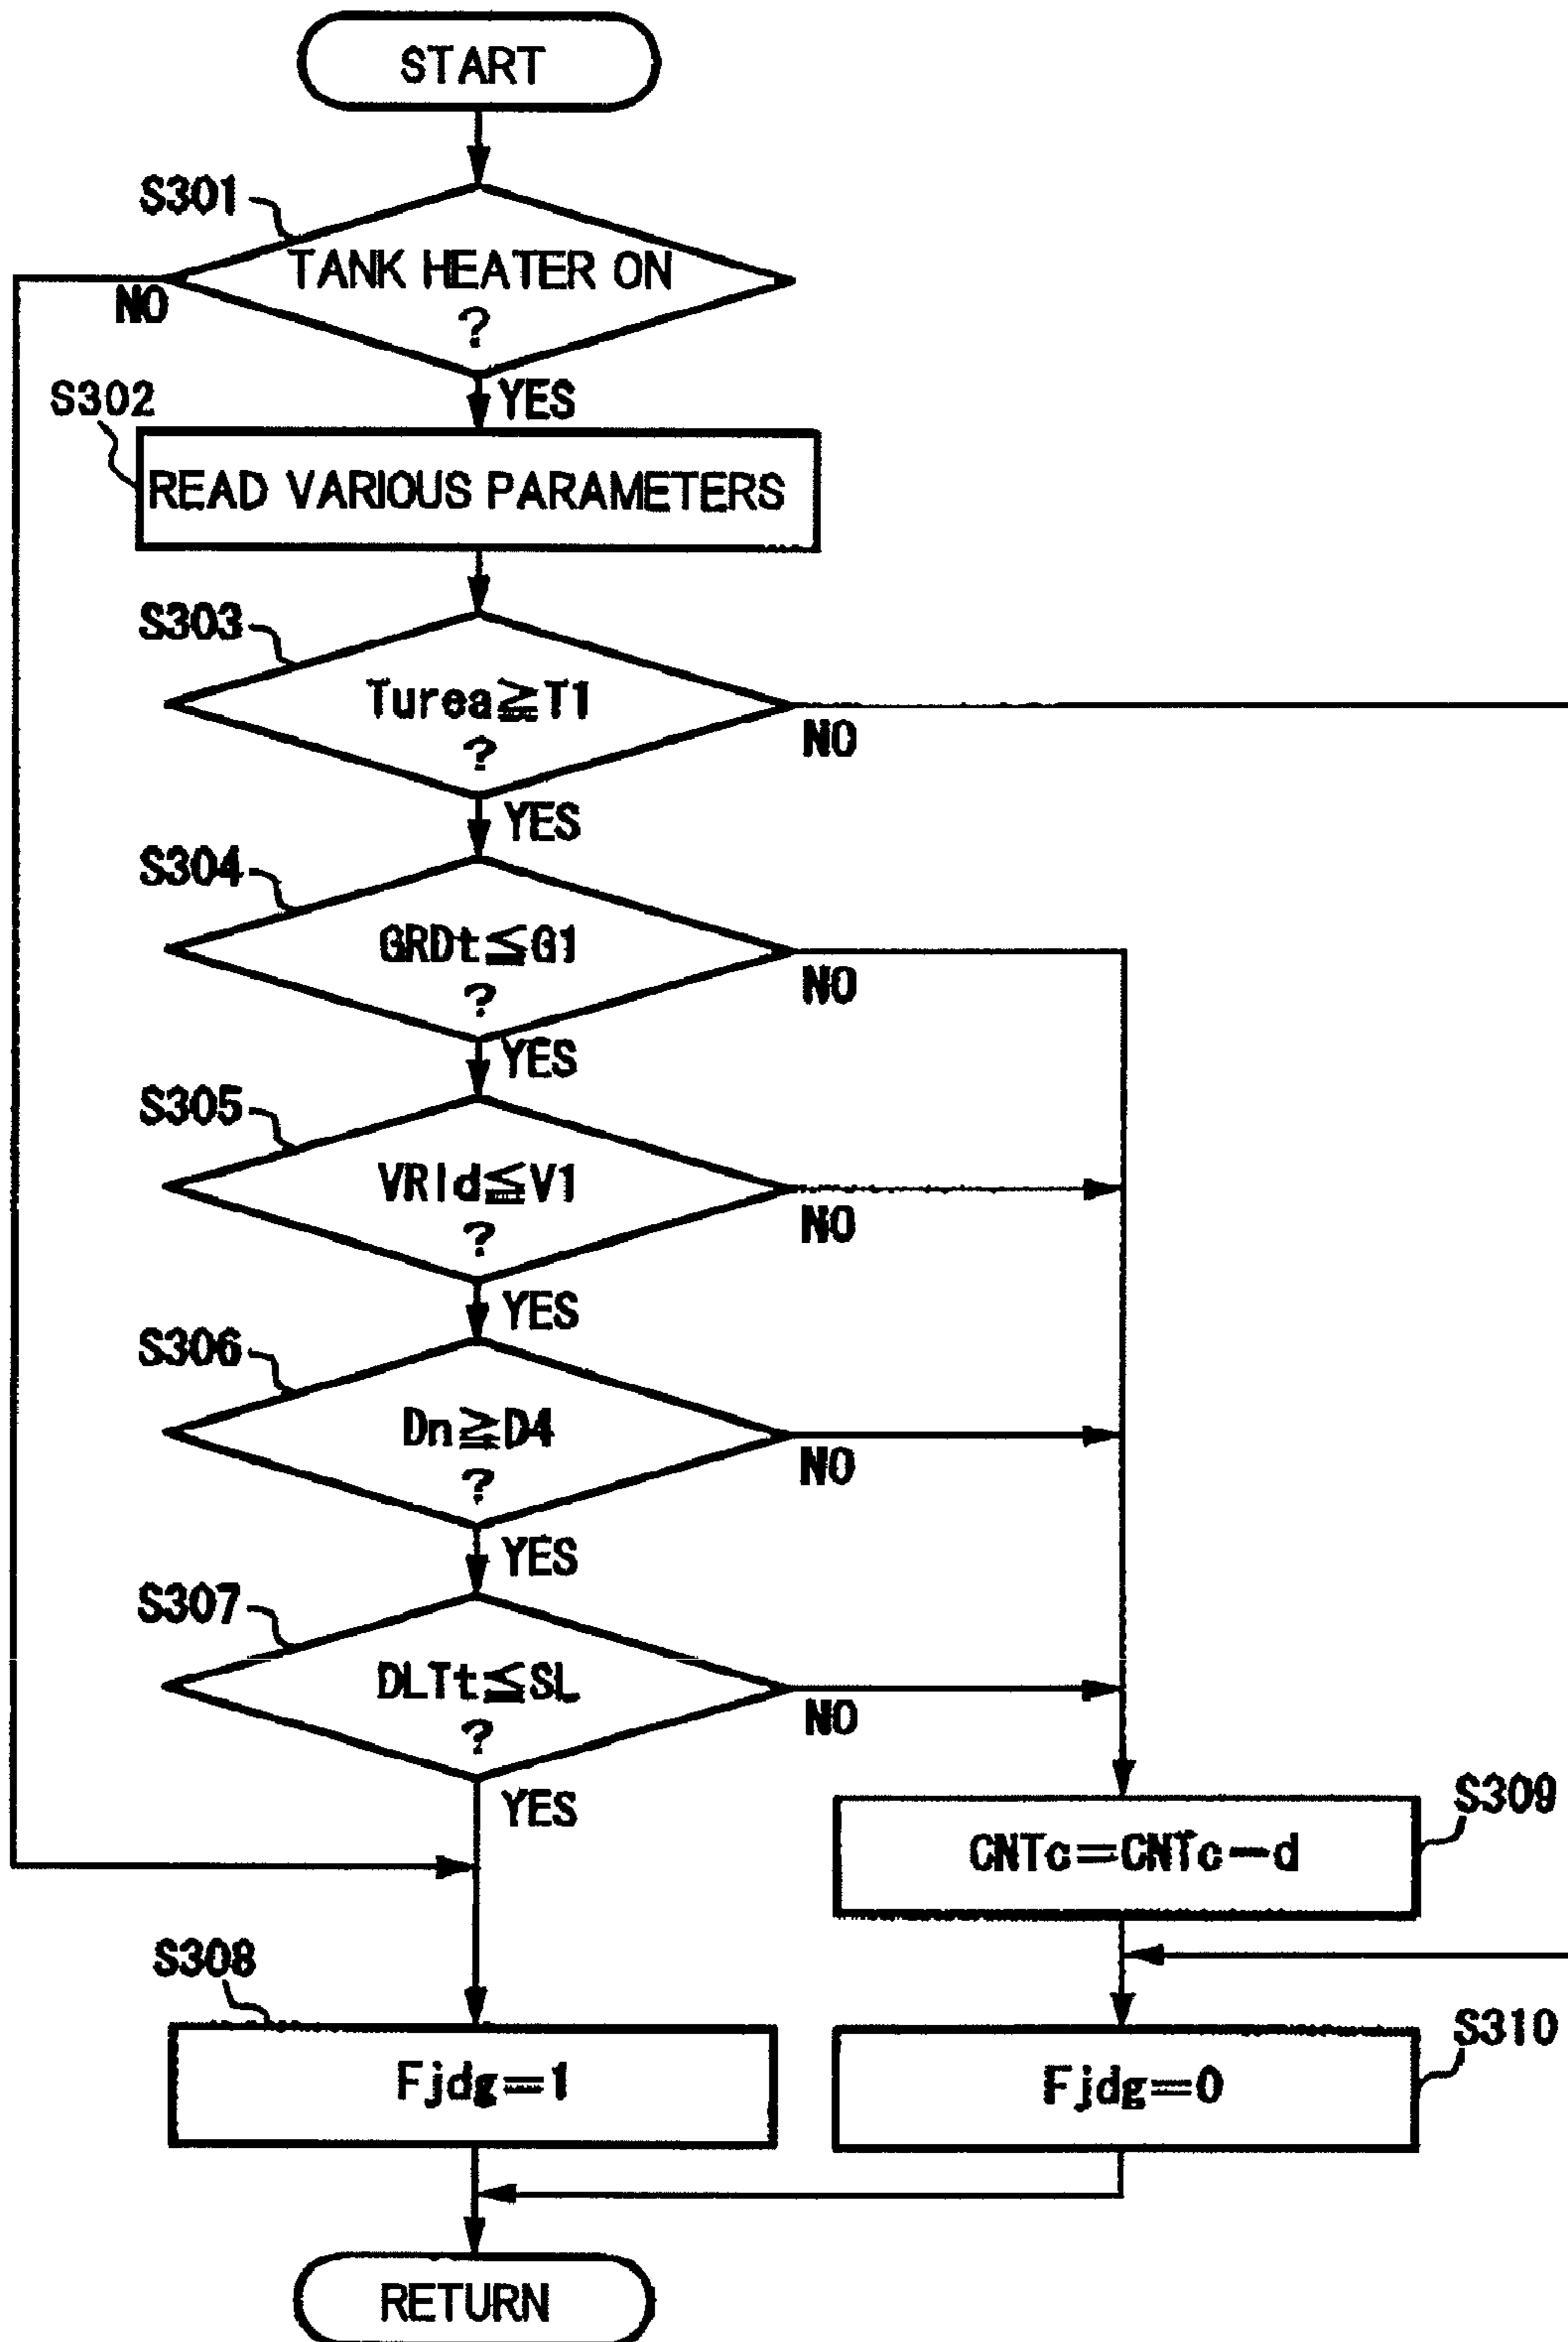 START
S301
TANK HEATER ON
?
NO
YES
S302
READ VARIOUS PARAMETERS
S303
Turea≧T1
?
NO
YES
S304
GRDt≦G1
?
NO
YES
S305
VRld≦V1
?
NO
YES
S306
Dn≧D4
?
NO
YES
S307
DLTt≦SL
?
NO
YES
S309
CNTc=CNTc-d
S308
Fjdg=1
S310
Fjdg=0
RETURN